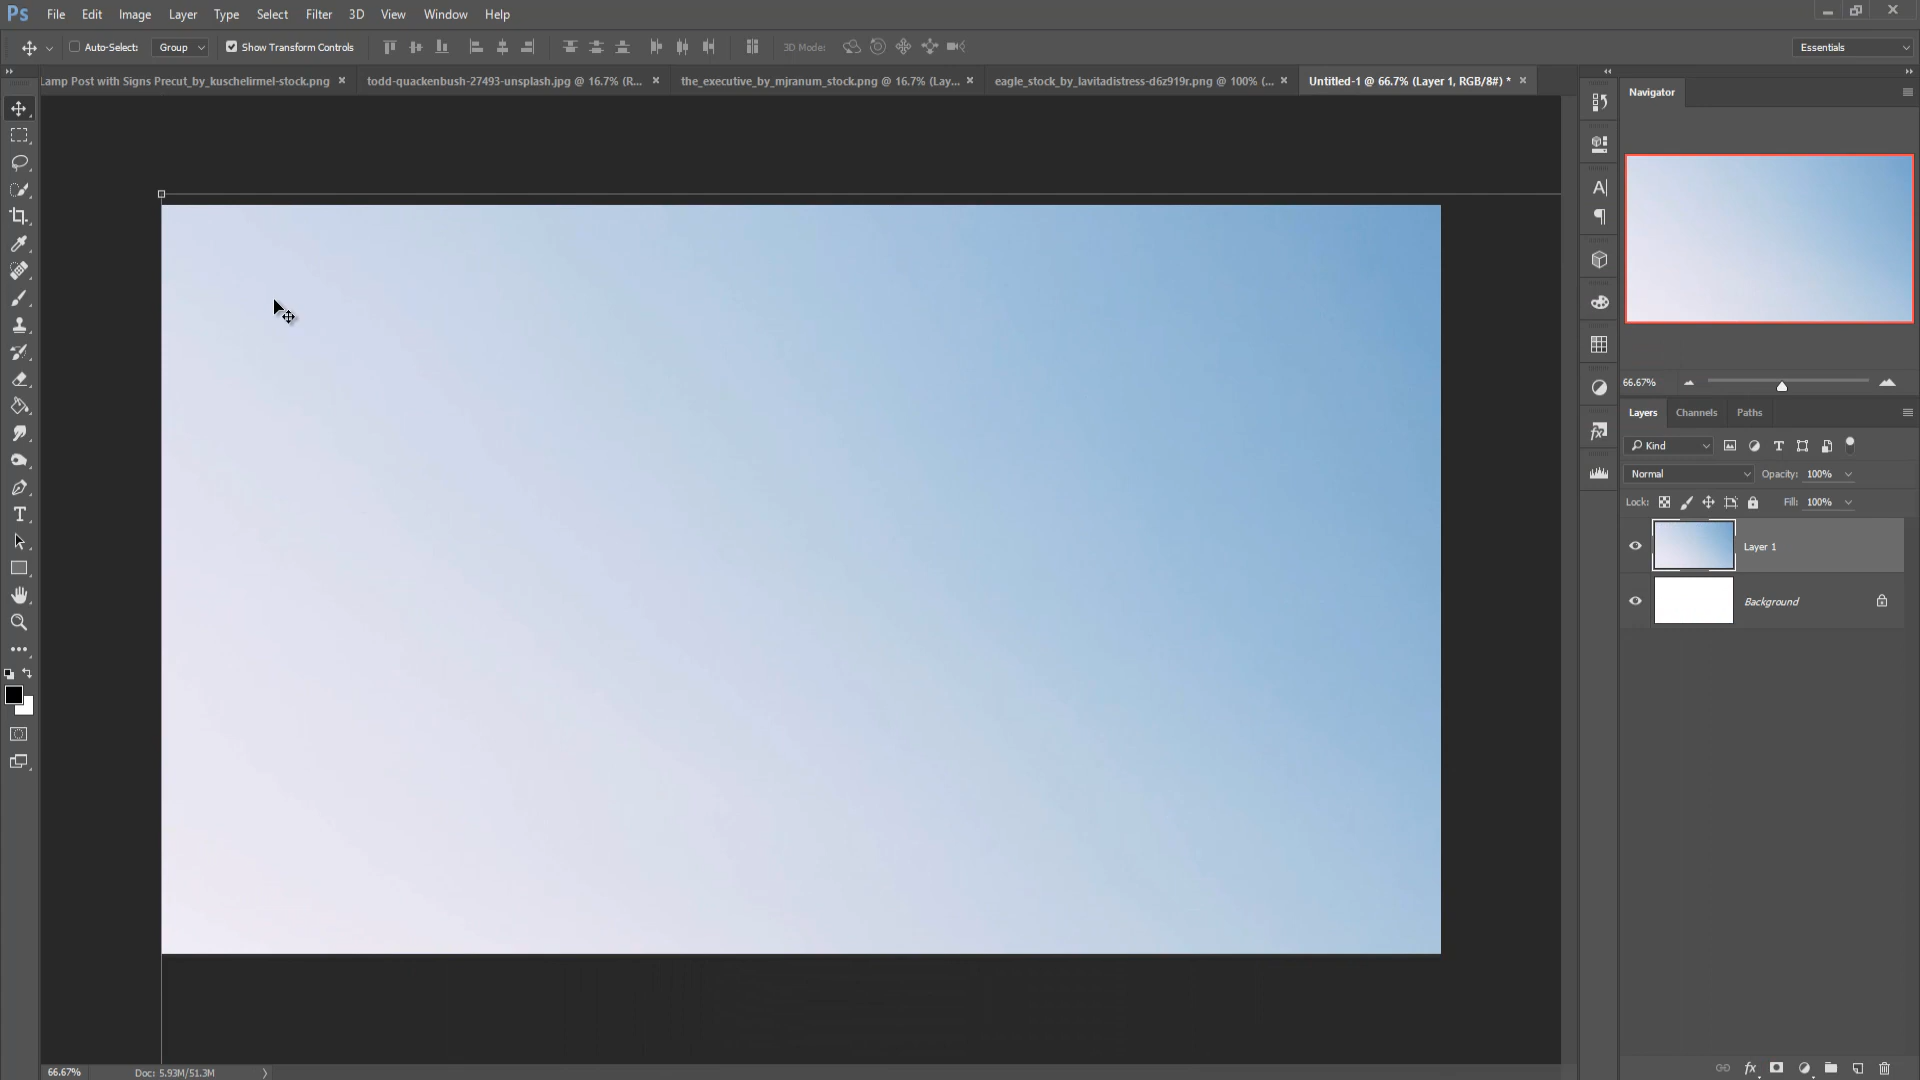 Ps File Edit Image Layer Type Select Filter 3D View Window Help
Auto-Select: Group Show Transform Controls 3D Mode: Essentials
Lamp Post with Signs Precut_by_kuschelirmel-stock.png × todd-quackenbush-27493-unsplash.jpg @ 16.7% (R... × the_executive_by_mjranum_stock.png @ 16.7% (Lay... × eagle_stock_by_lavitadistress-d6z919r.png @ 100% (... × Untitled-1 @ 66.7% (Layer 1, RGB/8#) * ×
Navigator
66.67%
Layers Channels Paths
Kind
Normal Opacity: 100%
Lock: Fill: 100%
Layer 1
Background
66.67% Doc: 5.93M/51.3M